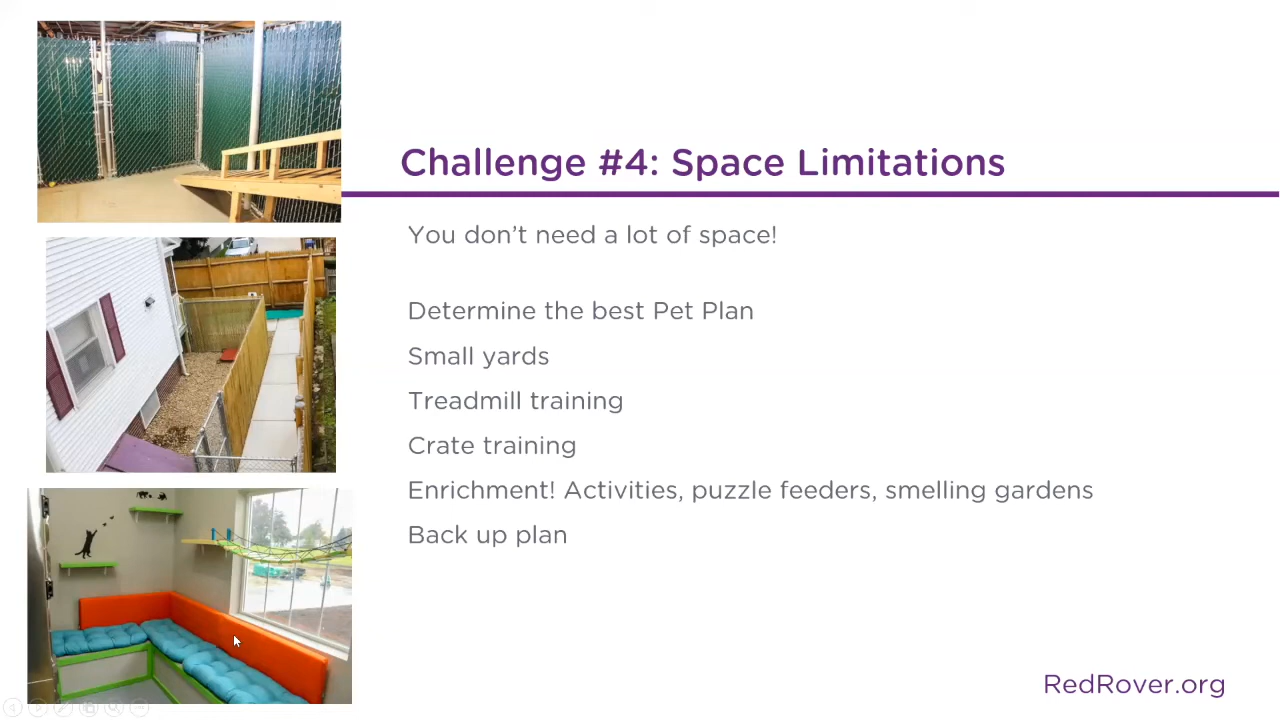 Challenge #4: Space Limitations
You don’t need a lot of space!
Determine the best Pet Plan
Small yards
Treadmill training
Crate training
Enrichment! Activities, puzzle feeders, smelling gardens
Back up plan
RedRover.org